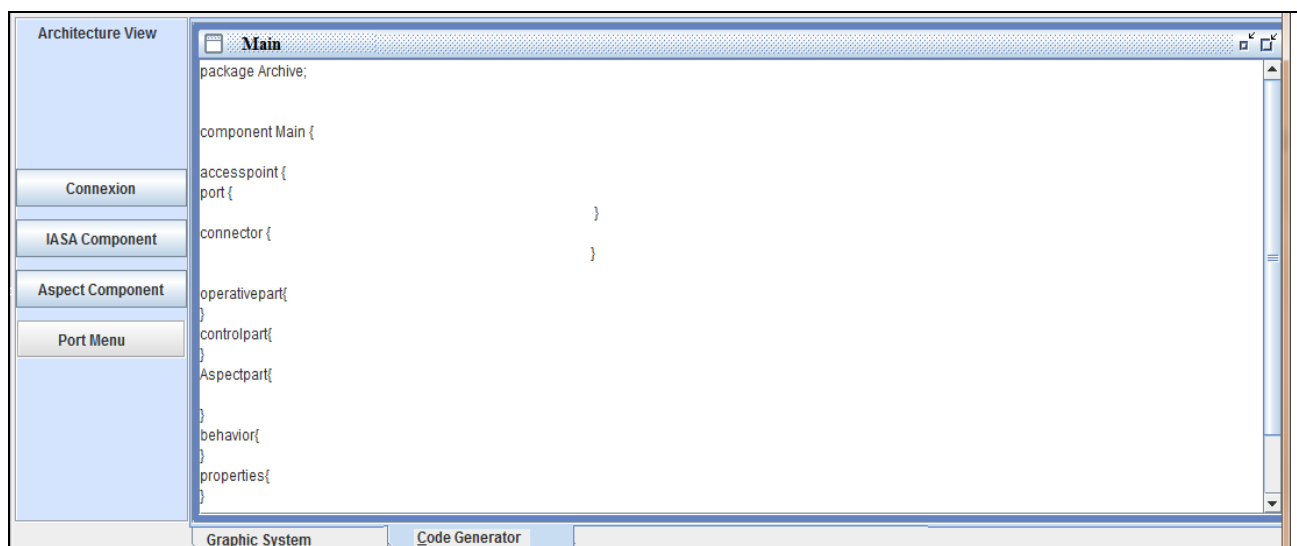 Architecture View
Connexion
IASA Component
Aspect Component
Port Menu
Main
package Archive;
component Main {
accesspoint {
port {
}
connector {
}
operativepart{
}
controlpart{
}
Aspectpart{
}
behavior{
}
properties{
}
Graphic System
Code Generator